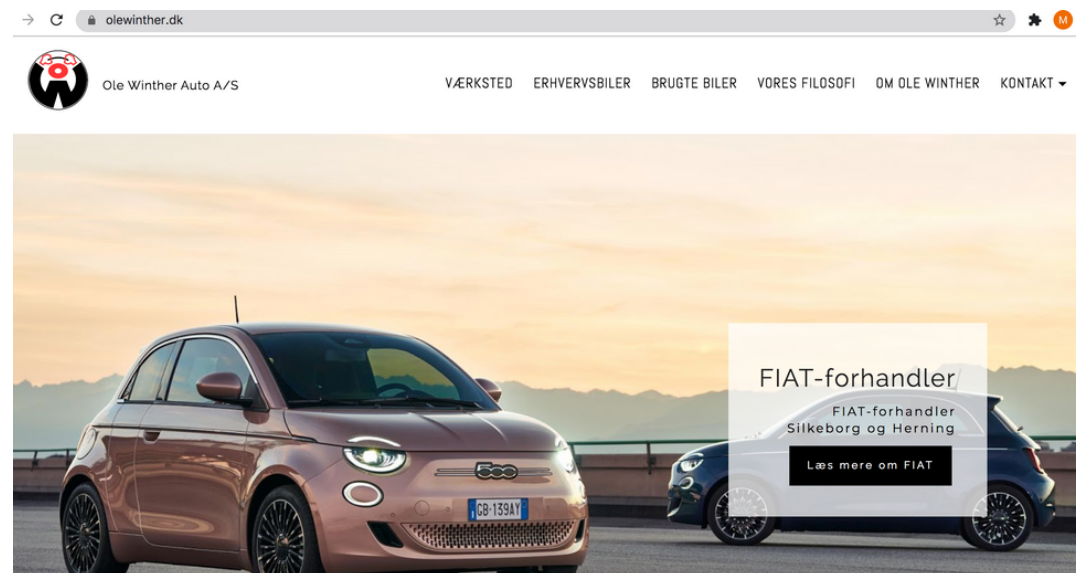 olewinther.dk
M
Ole Winther Auto A/S
VÆRKSTED ERHVERVSBILER BRUGTE BILER VORES FILOSOFI OM OLE WINTHER KONTAKT
FIAT-forhandler
FIAT-forhandler
Silkeborg og Herning
Læs mere om FIAT
500
GB·139AY